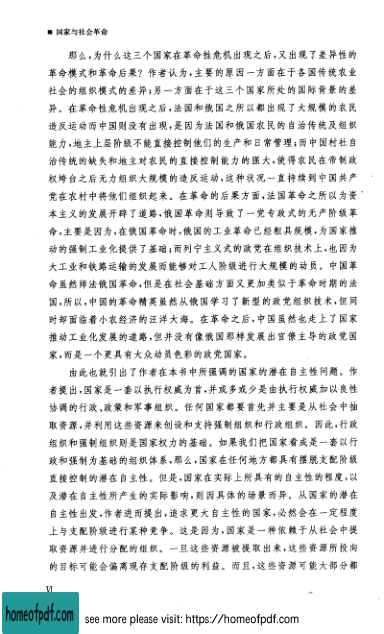 ■ 国家与社会革命
那么,为什么这三个国家在革命性危机出现之后,又出现了差异性的
革命模式和革命后果?作者认为,主要的原因一方面在于各国传统农业
社会的组织模式的差异;另一方面在于这三个国家所处的国际背景的差
异。在革命性危机出现之后,法国和俄国之所以都出现了大规模的农民
造反运动而中国则没有出现,是因为法国和俄国农民的自治传统及组织
能力,地主上层阶级不能直接控制他们的生产和日常管理;而中国村社自
治传统的缺失和地主对农民的直接控制能力的强大,使得农民在帝制政
权垮台之后无力组织大规模的造反运动,这种状况一直持续到中国共产
党在农村中将他们组织起来。在革命的后果方面,法国革命之所以为资
本主义的发展开辟了道路,俄国革命则导致了一党专政式的无产阶级革
命,主要是因为,在俄国革命时,俄国的工业革命已经粗具规模,为国家推
动的强制工业化提供了基础;而列宁主义式的政党在组织技术上,也因为
大工业和铁路运输的发展而能够对工人阶级进行大规模的动员。中国革
命虽然师法俄国革命,但是在社会基础方面又更加类似于革命时期的法
国,所以,中国的革命精英虽然从俄国学习了新型的政党组织技术,但同
时却面临着小农经济的汪洋大海。在革命之后,中国虽然也走上了国家
推动工业化发展的道路,但并没有像俄国那样发展出官僚主导的政党国
家,而是一个更具有大众动员色彩的政党国家。
由此也就引出了作者在本书中所强调的国家的潜在自主性问题。作
者提出,国家是一套以执行权威为首,并或多或少是由执行权威加以良性
协调的行政、政策和军事组织。任何国家都要首先并主要是从社会中抽
取资源,并利用这些资源来创设和支持强制组织和行政组织。因此,行政
组织和强制组织则是国家权力的基础。如果我们把国家看成是一套以行
政和强制为基础的组织体系,那么,国家在任何地方都具有摆脱支配阶级
直接控制的潜在自主性。但是,国家在实际上所具有的自主性的程度,以
及潜在自主性所产生的实际影响,则因具体的场景而异。从国家的潜在
自主性出发,作者进而提出,追求更大自主性的国家,必然会在一定程度
上与支配阶级进行某种竞争。这是因为,国家是一种依赖于从社会中提
取资源并进行分配的组织。一旦这些资源被提取出来,这些资源所投向
的目标可能会偏离现存支配阶级的利益。而且,这些资源可能大部分都
VI
homeofpdf.com
see more please visit: https://homeofpdf.com